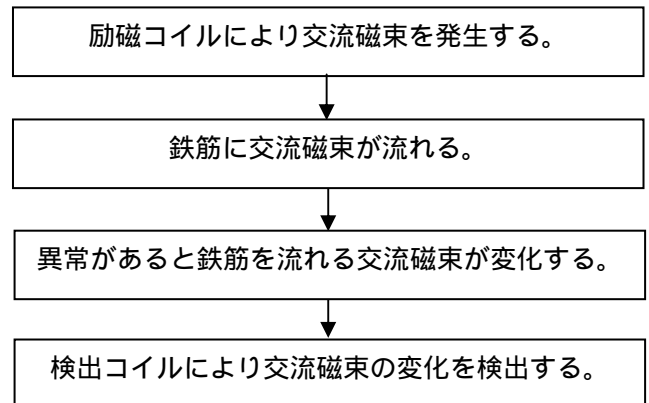 励磁コイルにより交流磁束を発生する。
鉄筋に交流磁束が流れる。
異常があると鉄筋を流れる交流磁束が変化する。
検出コイルにより交流磁束の変化を検出する。